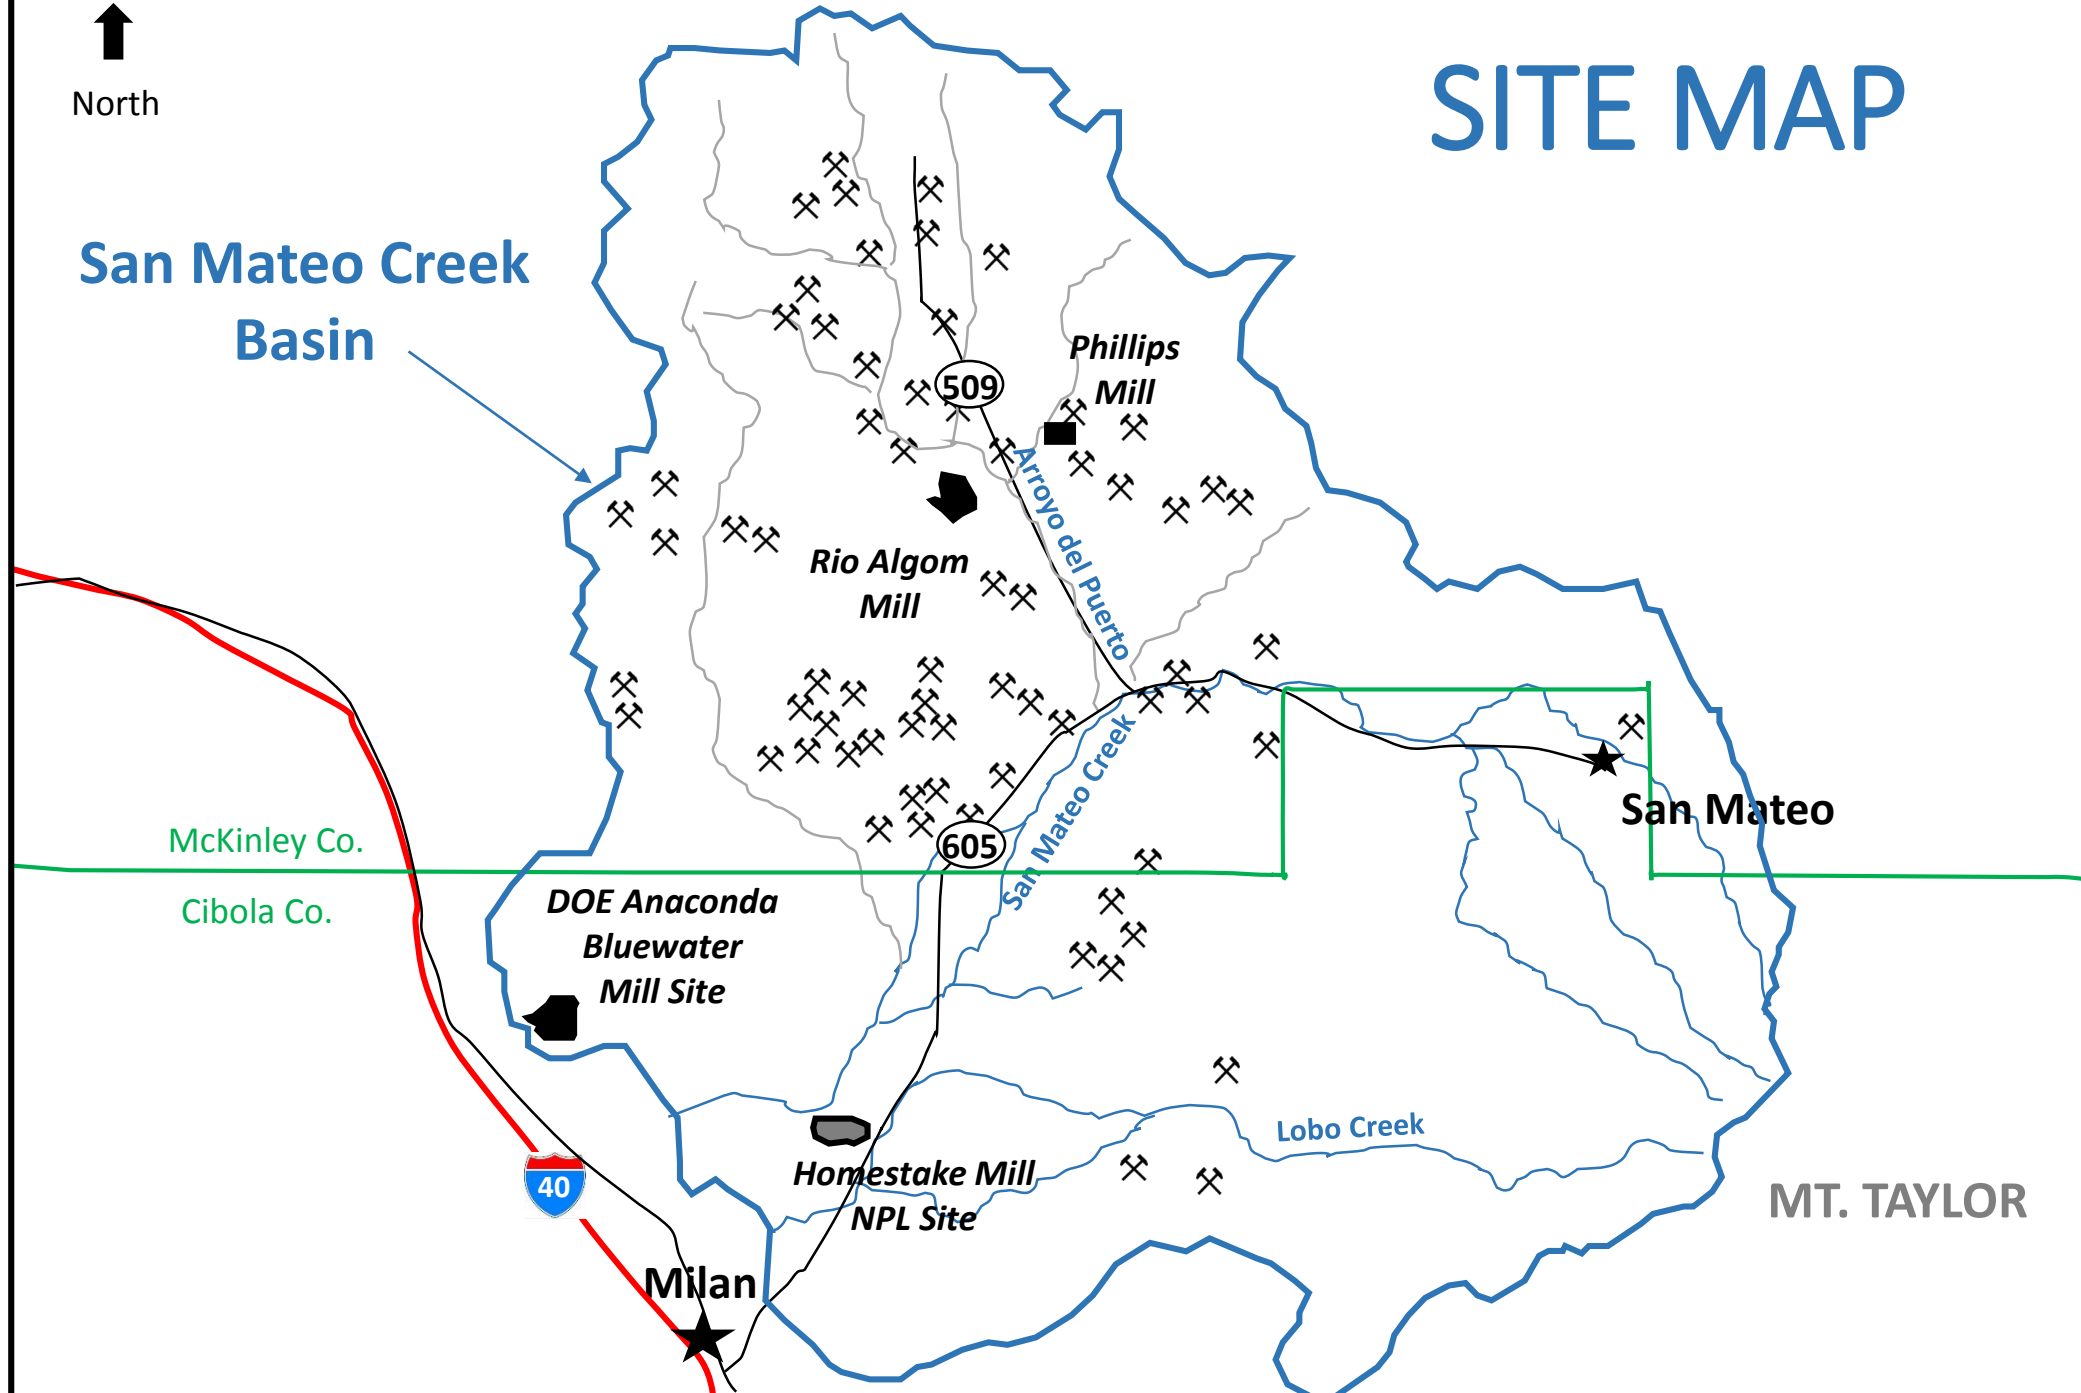 North
SITE MAP
San Mateo Creek
Basin
Phillips
Mill
509
Arroyo del Puerto
Rio Algom
Mill
San Mateo Creek
San Mateo
605
McKinley Co.
Cibola Co.
DOE Anaconda
Bluewater
Mill Site
Lobo Creek
Homestake Mill
NPL Site
40
MT. TAYLOR
Milan